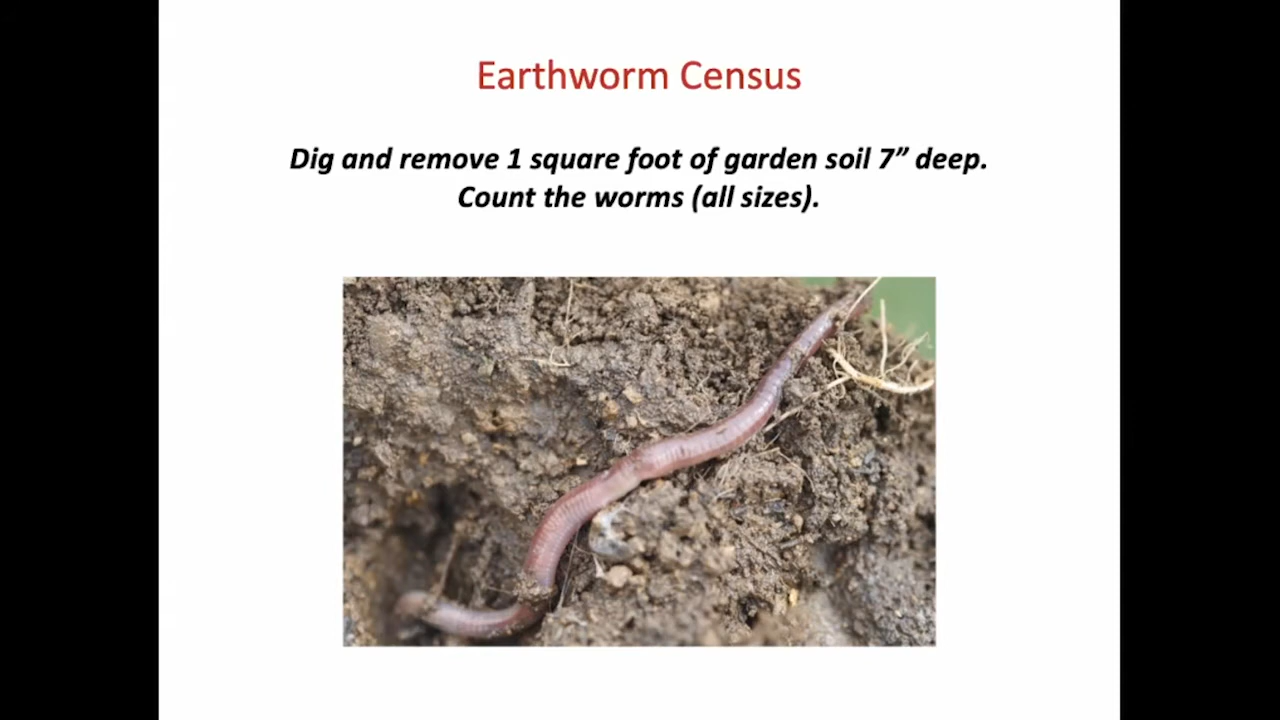 Earthworm Census
Dig and remove 1 square foot of garden soil 7” deep.
Count the worms (all sizes).